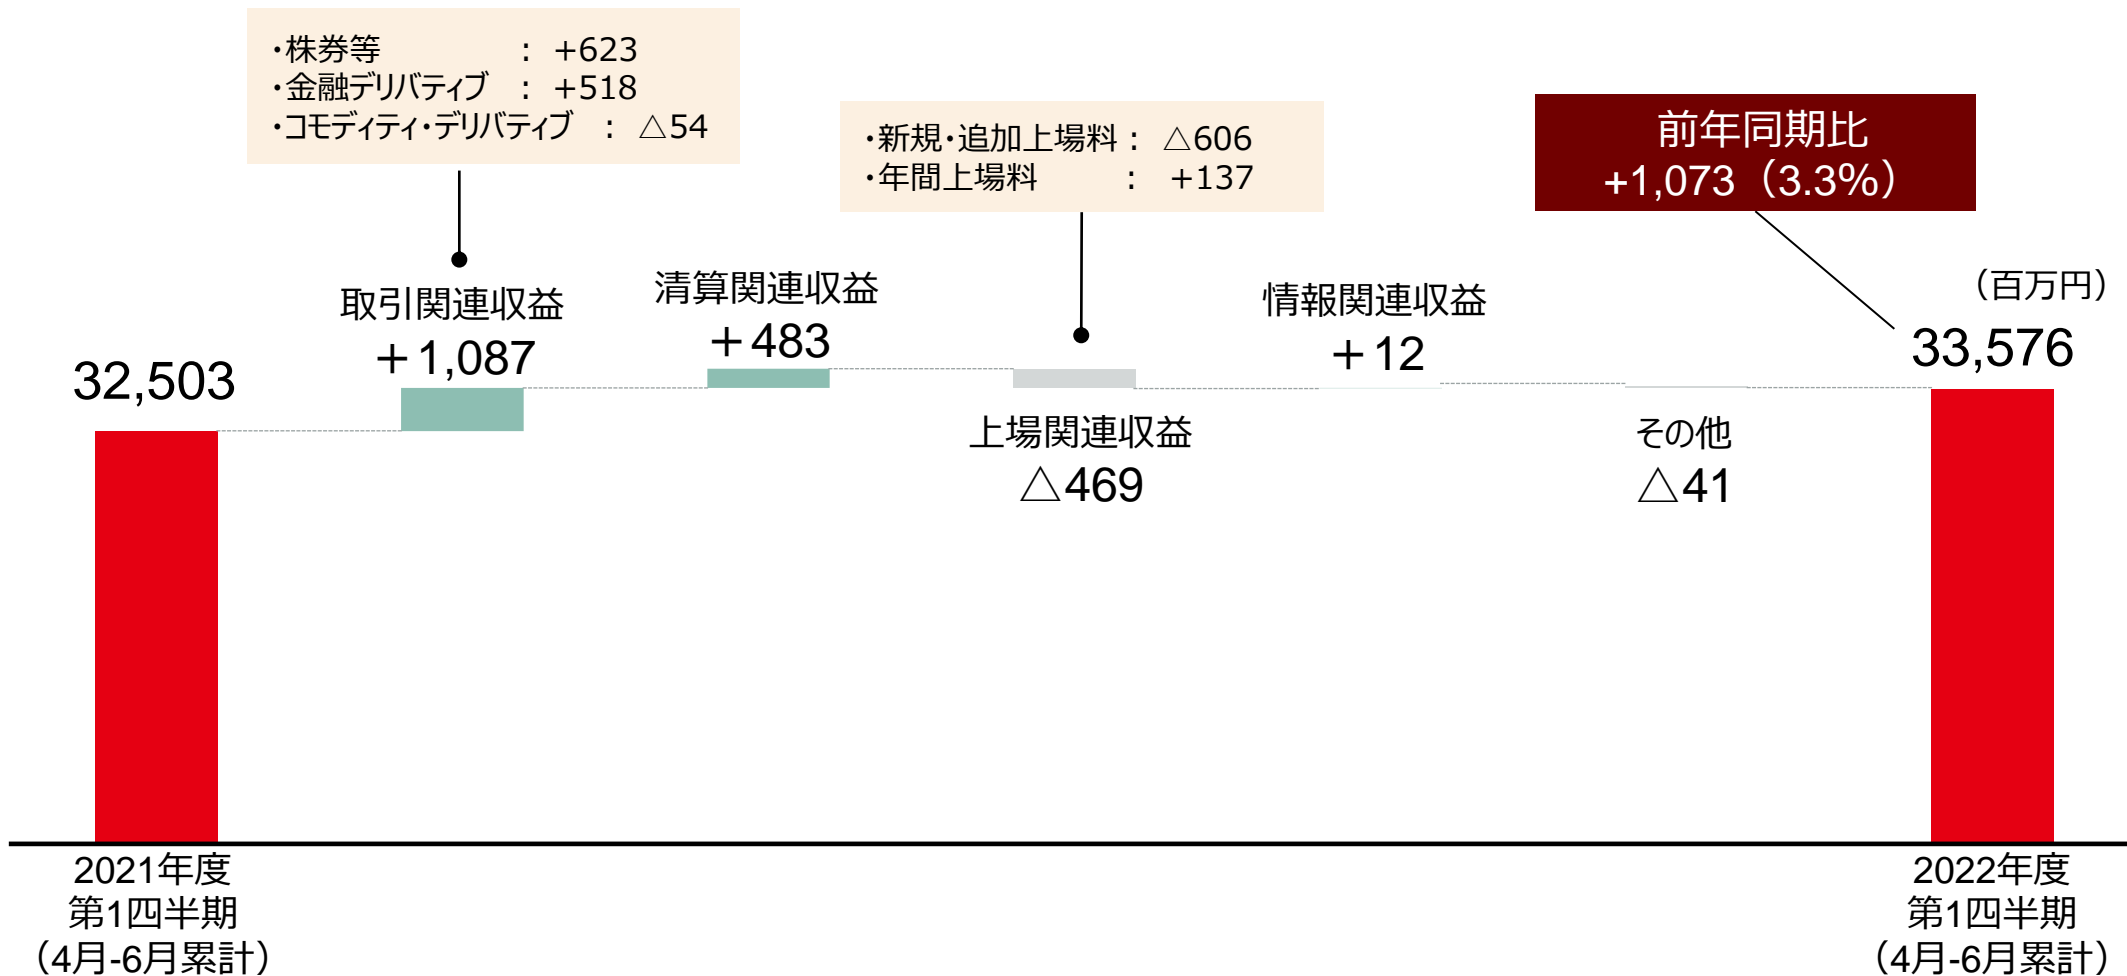 ・株券等 : +623
・金融デリバティブ : +518
・コモディティ・デリバティブ : △54
・新規・追加上場料 : △606
・年間上場料 : +137
前年同期比
+1,073（3.3%）
（百万円）
取引関連収益
＋1,087
清算関連収益
＋483
情報関連収益
＋12
32,503
33,576
上場関連収益
△469
その他
△41
2021年度
第1四半期
（4月-6月累計）
2022年度
第1四半期
（4月-6月累計）